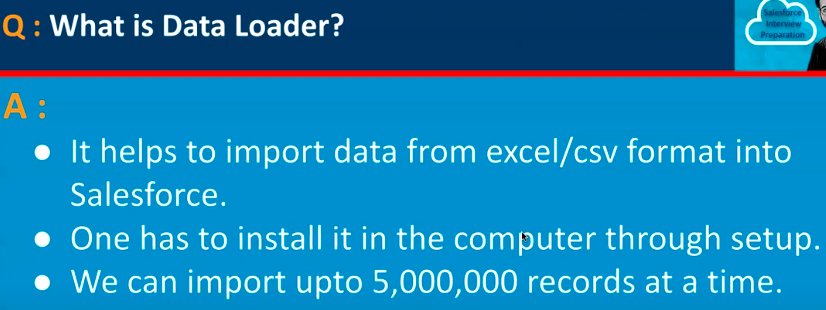 Q : What is Data Loader?
Salesforce
Interview
Preparation
A :
● It helps to import data from excel/csv format into
Salesforce.
● One has to install it in the computer through setup.
● We can import upto 5,000,000 records at a time.